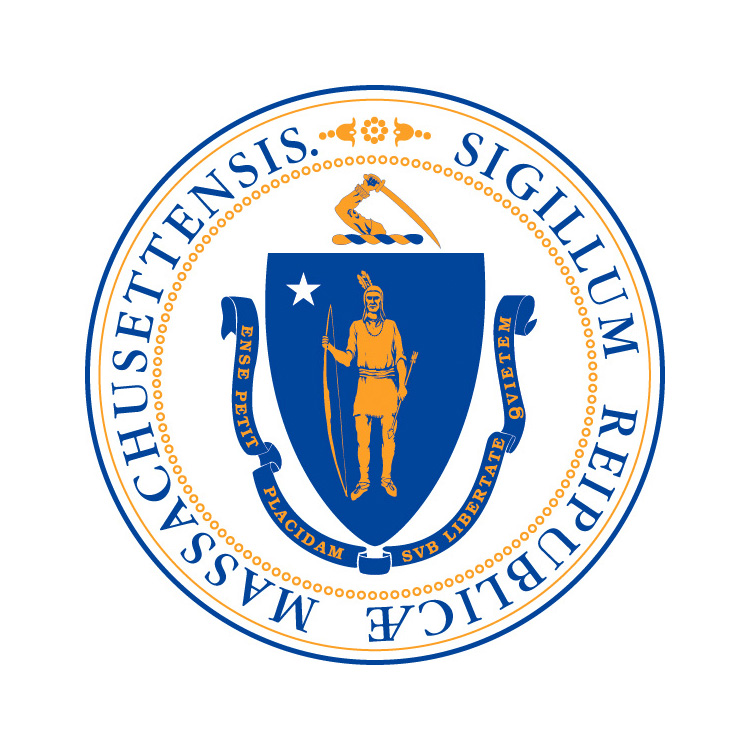 SIGILLUM REIPUBLICÆ MASSACHUSETTENSIS.
ENSE PETIT
PLACIDAM
SVB LIBERTATE
QVIETEM